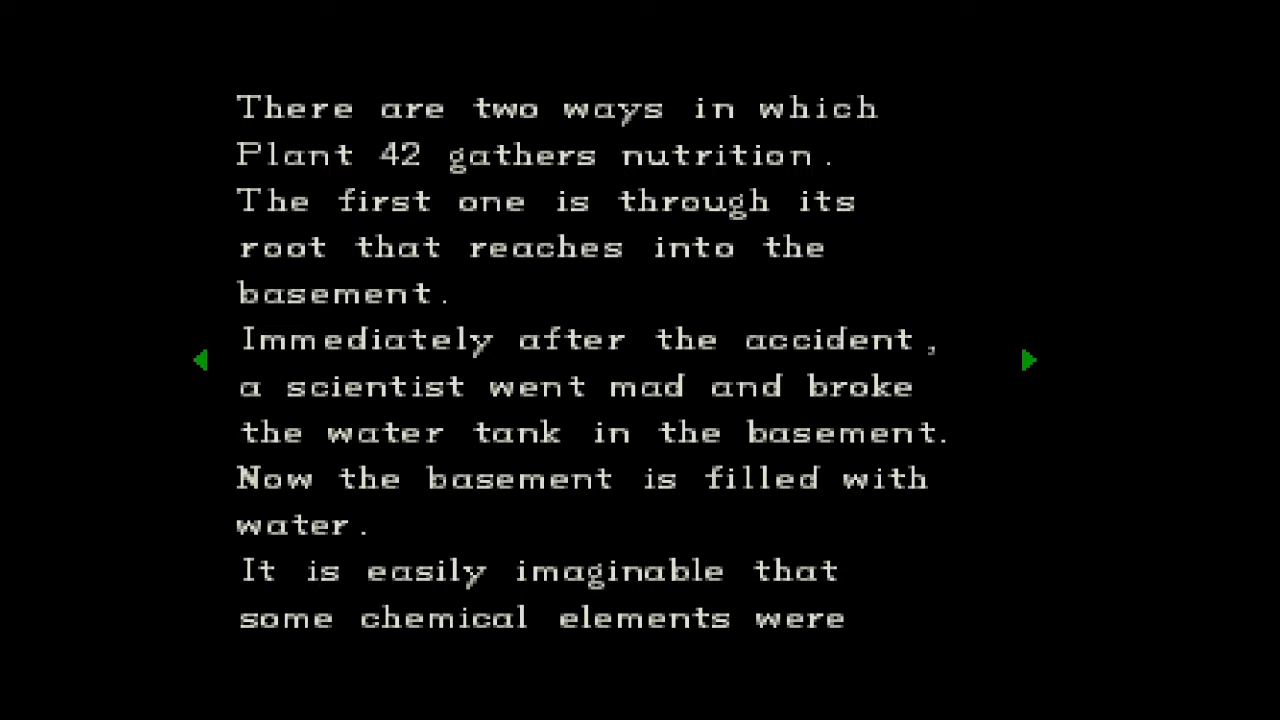 There are two ways in which
Plant 42 gathers nutrition.
The first one is through its
root that reaches into the
basement.
Immediately after the accident,
a scientist went mad and broke
the water tank in the basement.
Now the basement is filled with
water.
It is easily imaginable that
some chemical elements were